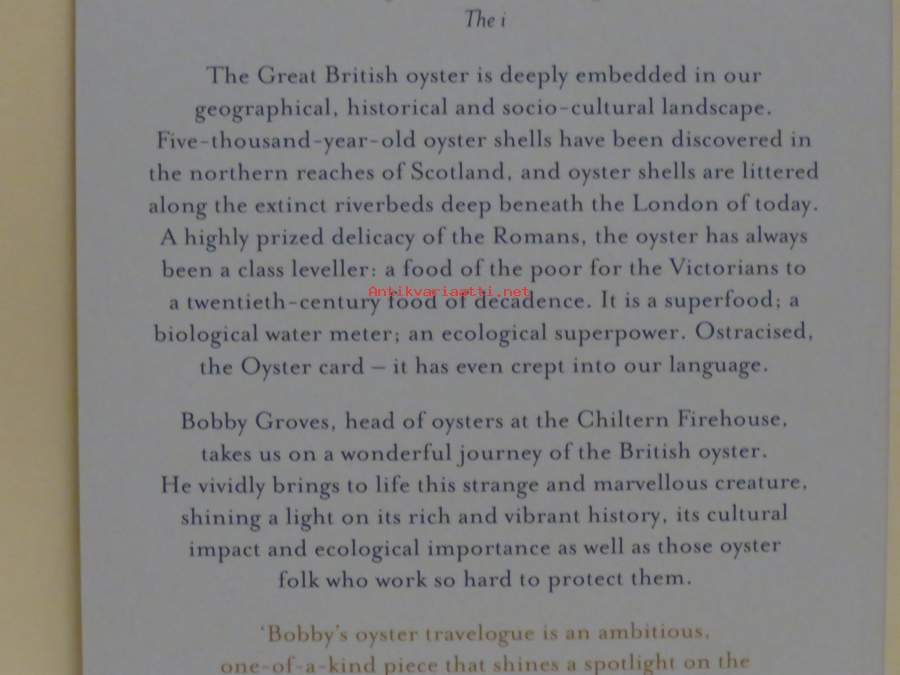 The i
The Great British oyster is deeply embedded in our
geographical, historical and socio-cultural landscape.
Five-thousand-year-old oyster shells have been discovered in
the northern reaches of Scotland, and oyster shells are littered
along the extinct riverbeds deep beneath the London of today.
A highly prized delicacy of the Romans, the oyster has always
been a class leveller: a food of the poor for the Victorians to
Antikvariaatti.net
a twentieth-century food of decadence. It is a superfood; a
biological water meter; an ecological superpower. Ostracised,
the Oyster card – it has even crept into our language.
Bobby Groves, head of oysters at the Chiltern Firehouse,
takes us on a wonderful journey of the British oyster.
He vividly brings to life this strange and marvellous creature,
shining a light on its rich and vibrant history, its cultural
impact and ecological importance as well as those oyster
folk who work so hard to protect them.
‘Bobby’s oyster travelogue is an ambitious,
one-of-a-kind piece that shines a spotlight on the